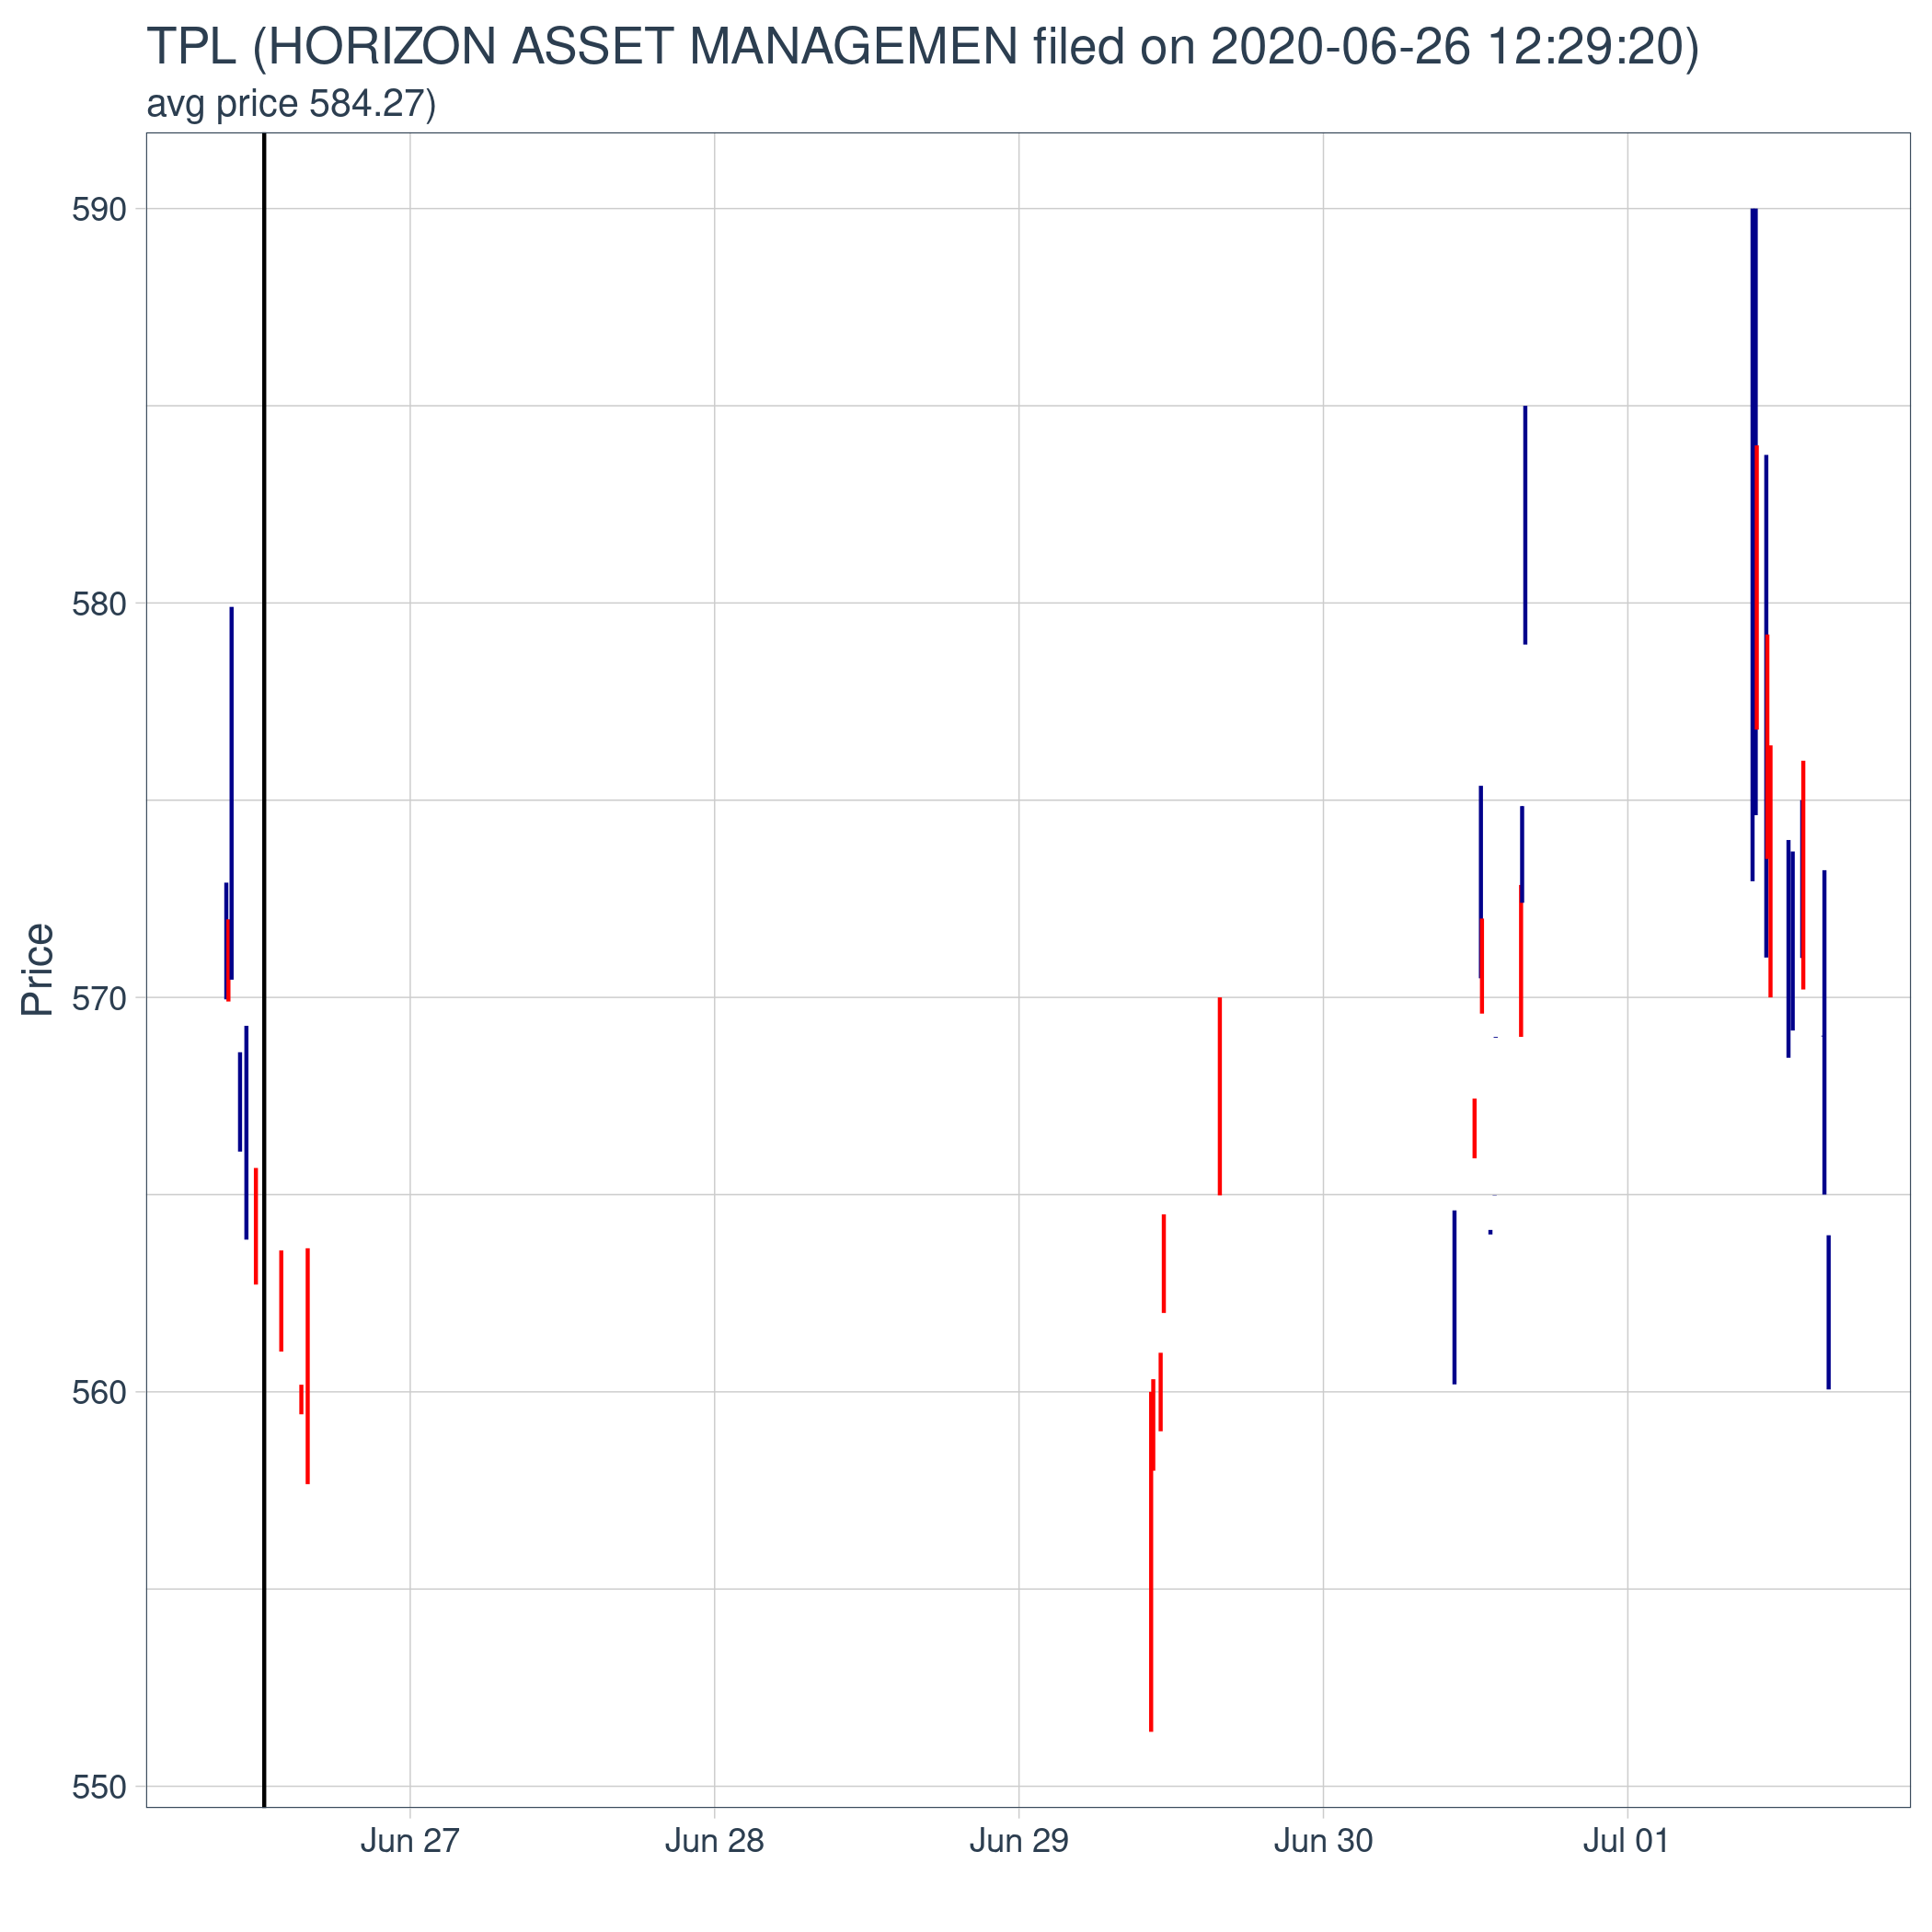 TPL (HORIZON ASSET MANAGEMEN filed on 2020-06-26 12:29:20)
avg price 584.27)
590
580
570
560
550
Price
Jun 27 Jun 28 Jun 29 Jun 30 Jul 01